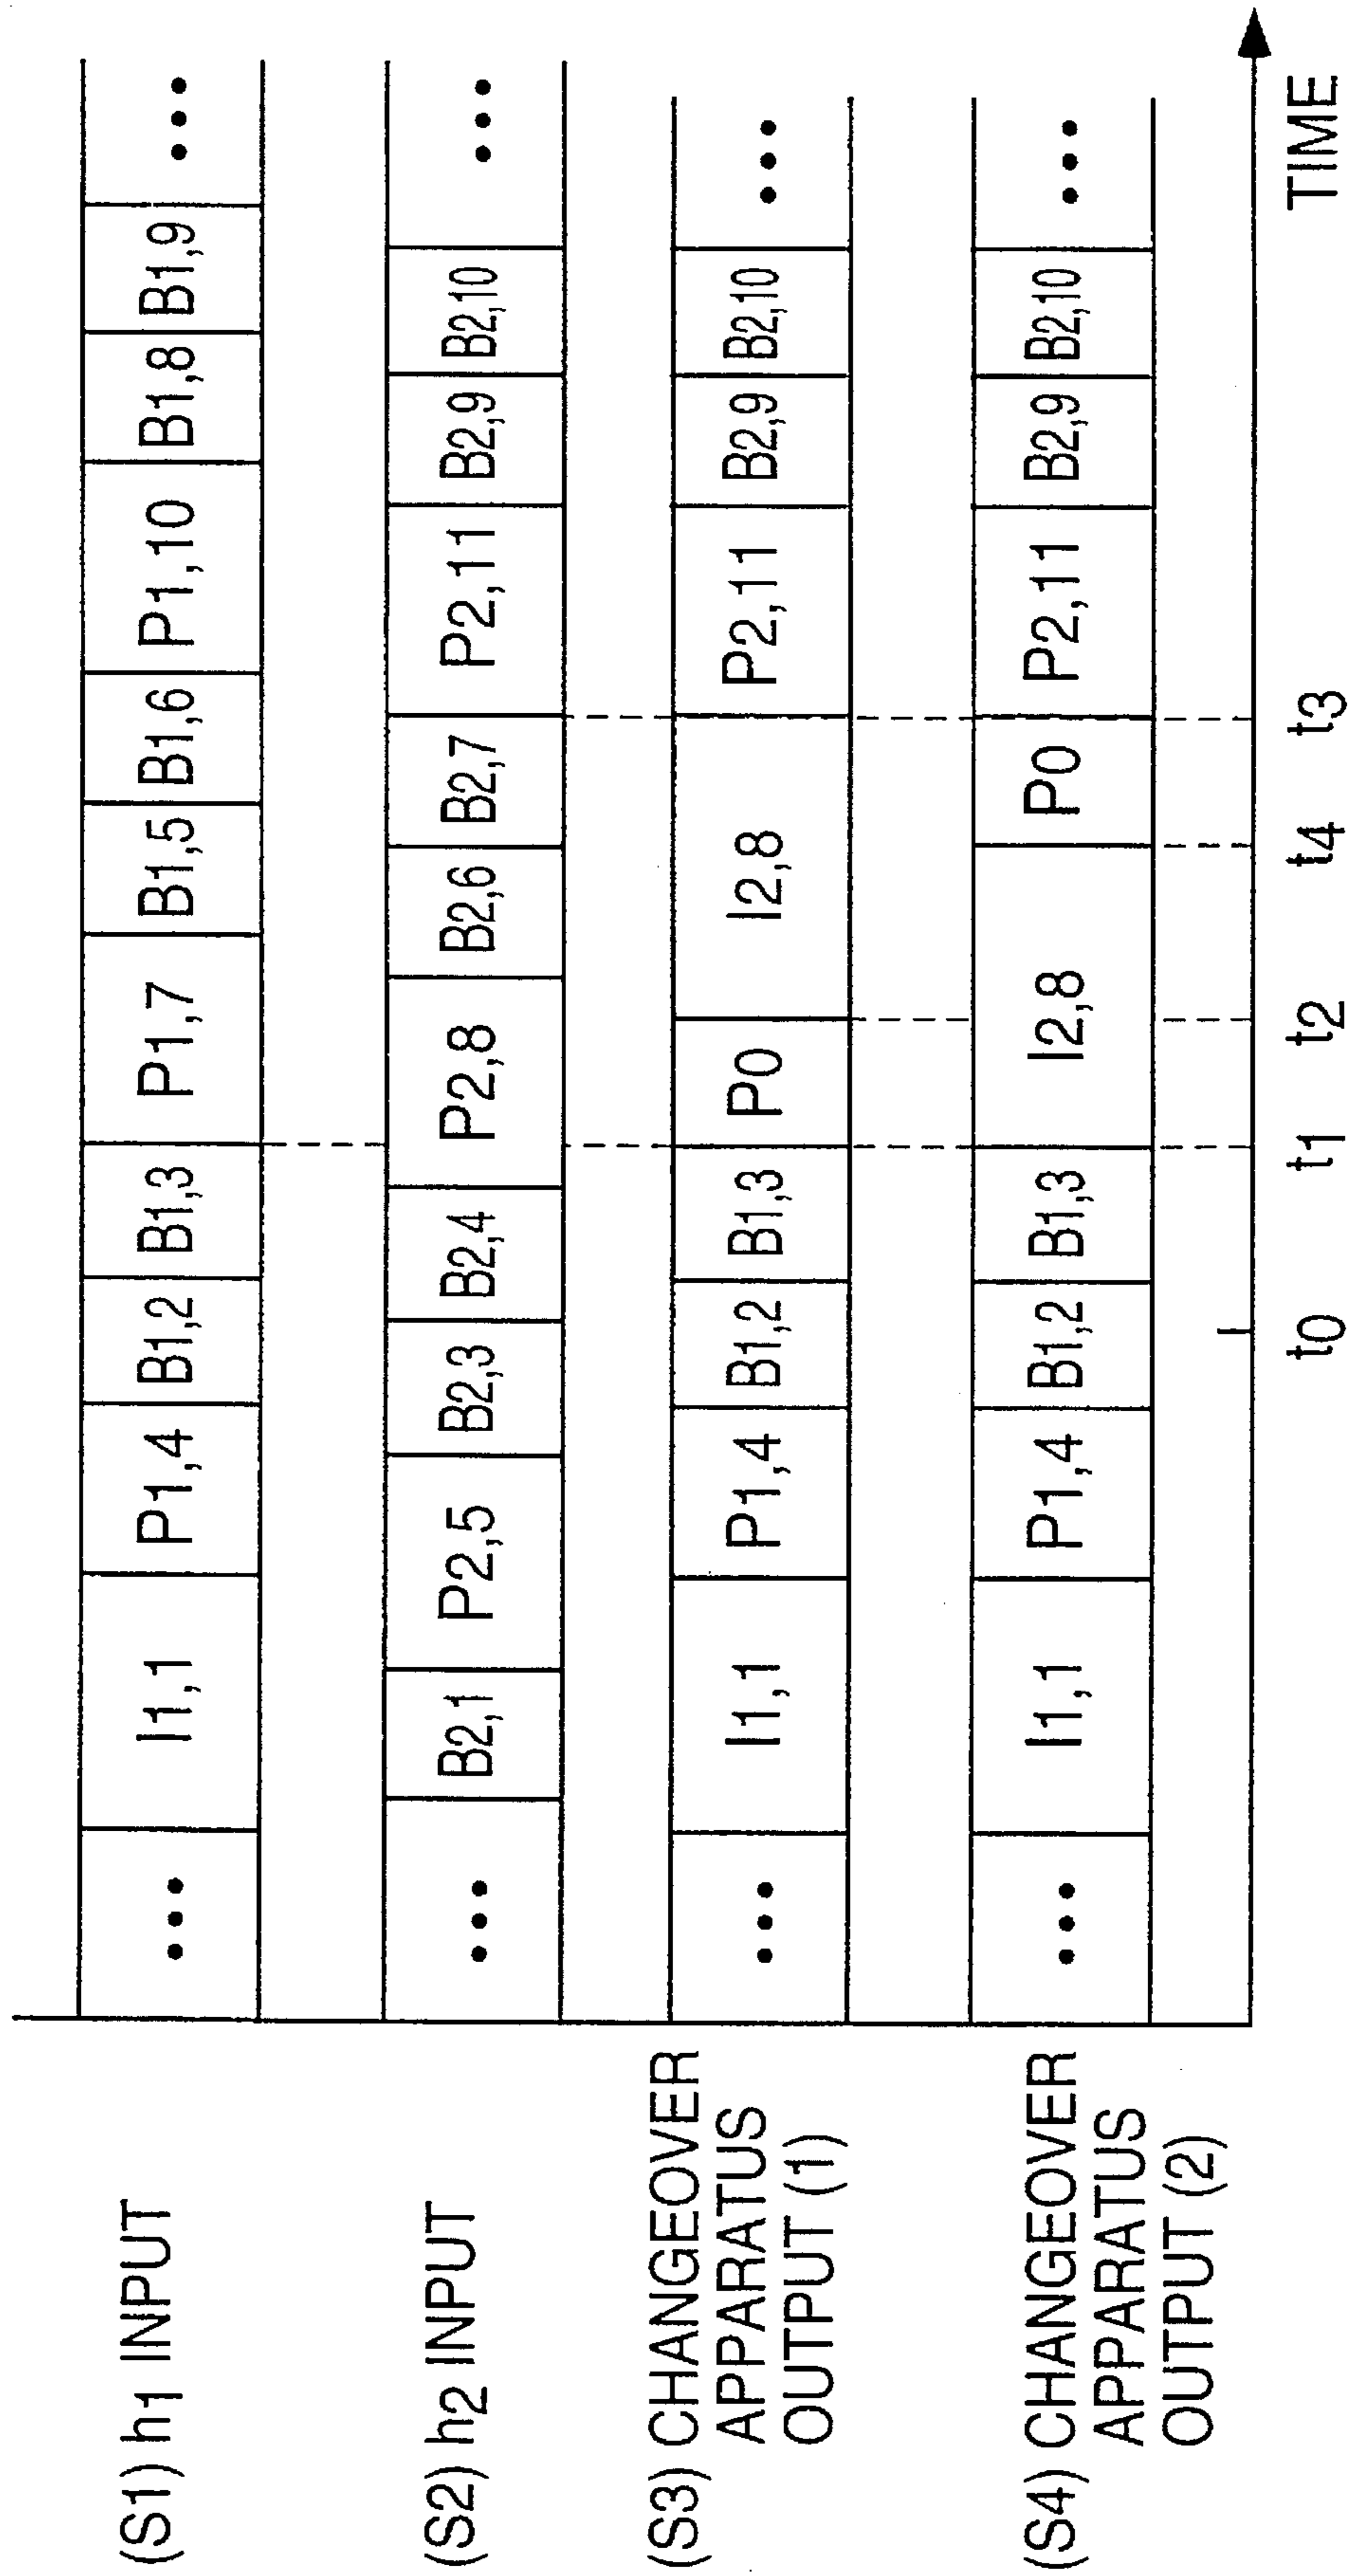 (S1) h1 INPUT
... I1,1 P1,4 B1,2 B1,3 P1,7 B1,5 B1,6 P1,10 B1,8 B1,9 ...
(S2) h2 INPUT
... B2,1 P2,5 B2,3 B2,4 P2,8 B2,6 B2,7 P2,11 B2,9 B2,10 ...
(S3) CHANGEOVER
APPARATUS
OUTPUT (1)
... I1,1 P1,4 B1,2 B1,3 P0 I2,8 P2,11 B2,9 B2,10 ...
(S4) CHANGEOVER
APPARATUS
OUTPUT (2)
... I1,1 P1,4 B1,2 B1,3 I2,8 P0 P2,11 B2,9 B2,10 ...
t0 t1 t2 t4 t3 TIME